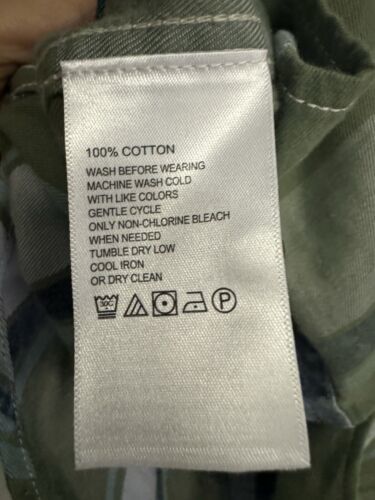 100% COTTON
WASH BEFORE WEARING
MACHINE WASH COLD
WITH LIKE COLORS
GENTLE CYCLE
ONLY NON-CHLORINE BLEACH
WHEN NEEDED
TUMBLE DRY LOW
COOL IRON
OR DRY CLEAN
30C P